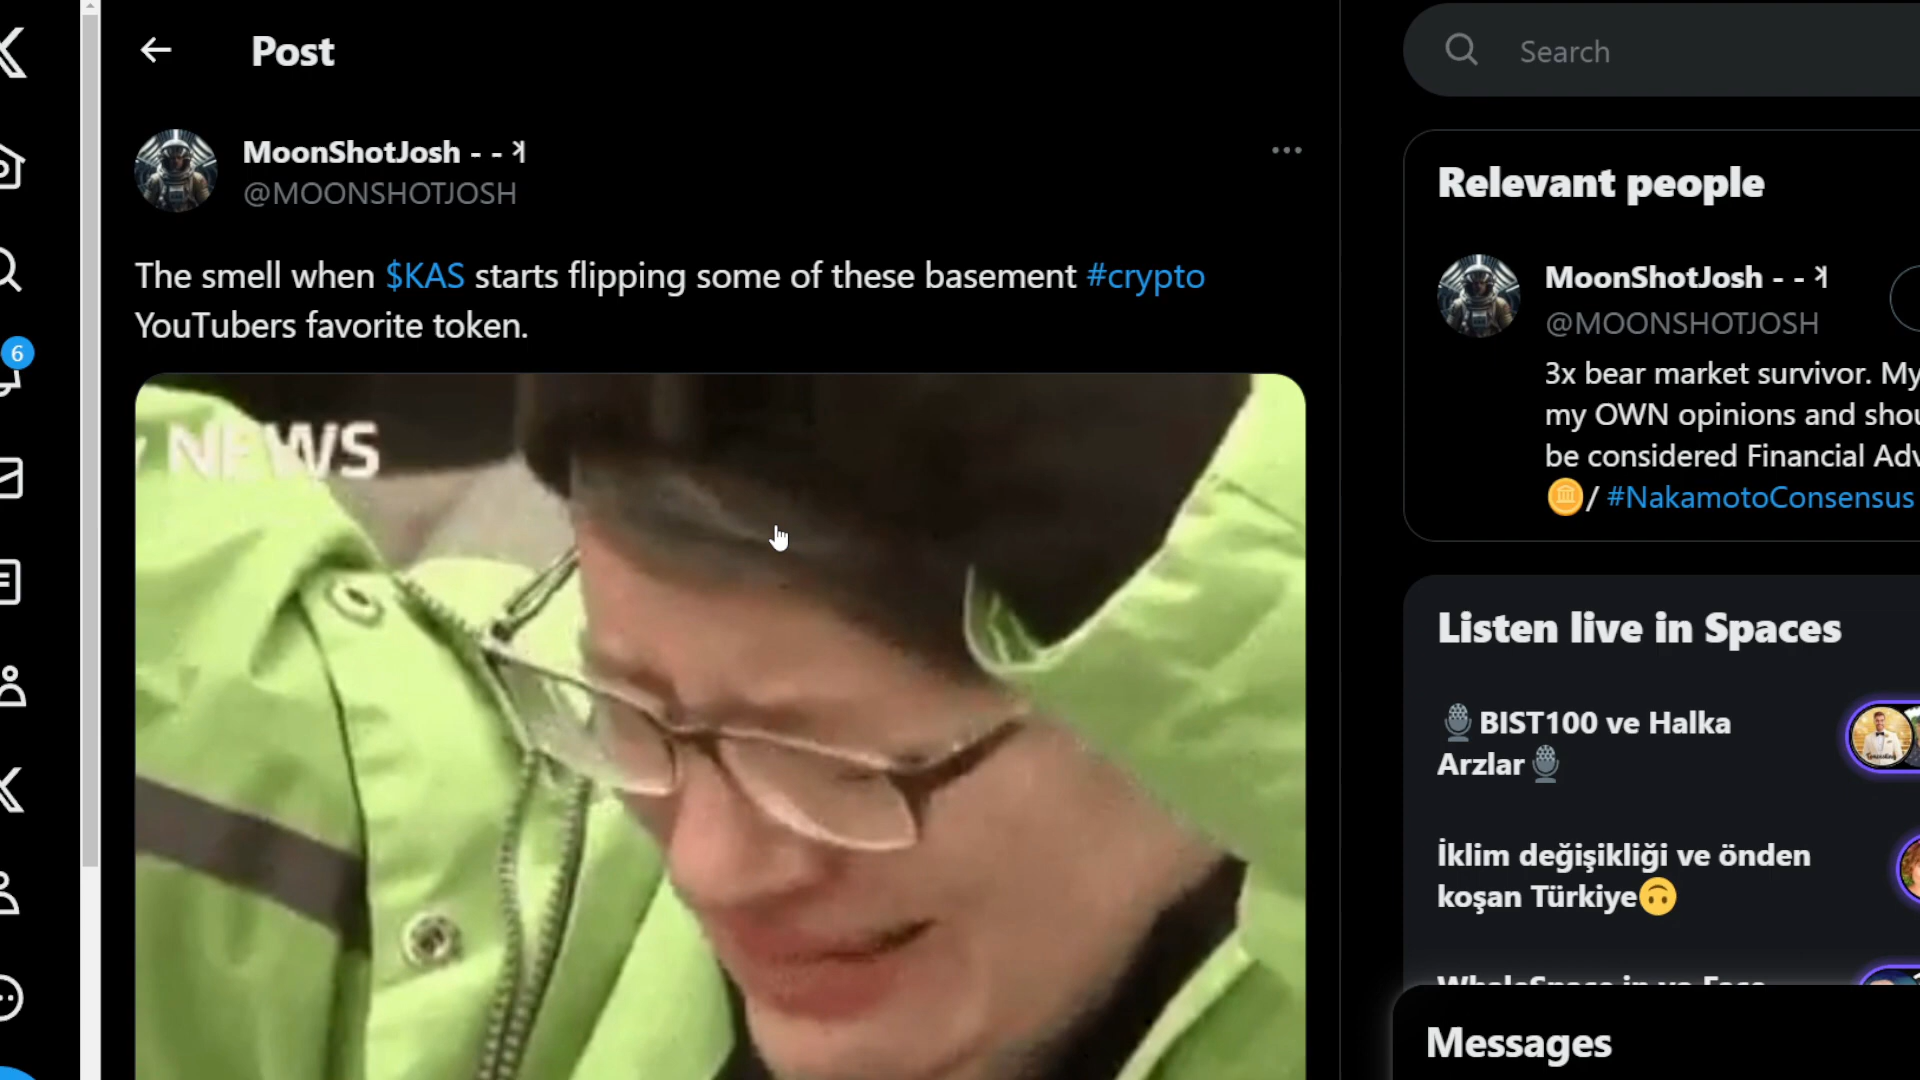 Post
MoonShotJosh - -
@MOONSHOTJOSH
The smell when $KAS starts flipping some of these basement #crypto
YouTubers favorite token.
NEWS
6
Search
Relevant people
MoonShotJosh - -
@MOONSHOTJOSH
3x bear market survivor. My
my OWN opinions and
be considered Financial
/ #NakamotoConsensus
Listen live in Spaces
BIST100 ve Halka
Arzlar
İklim değişikliği ve önden
koşan Türkiye
Messages